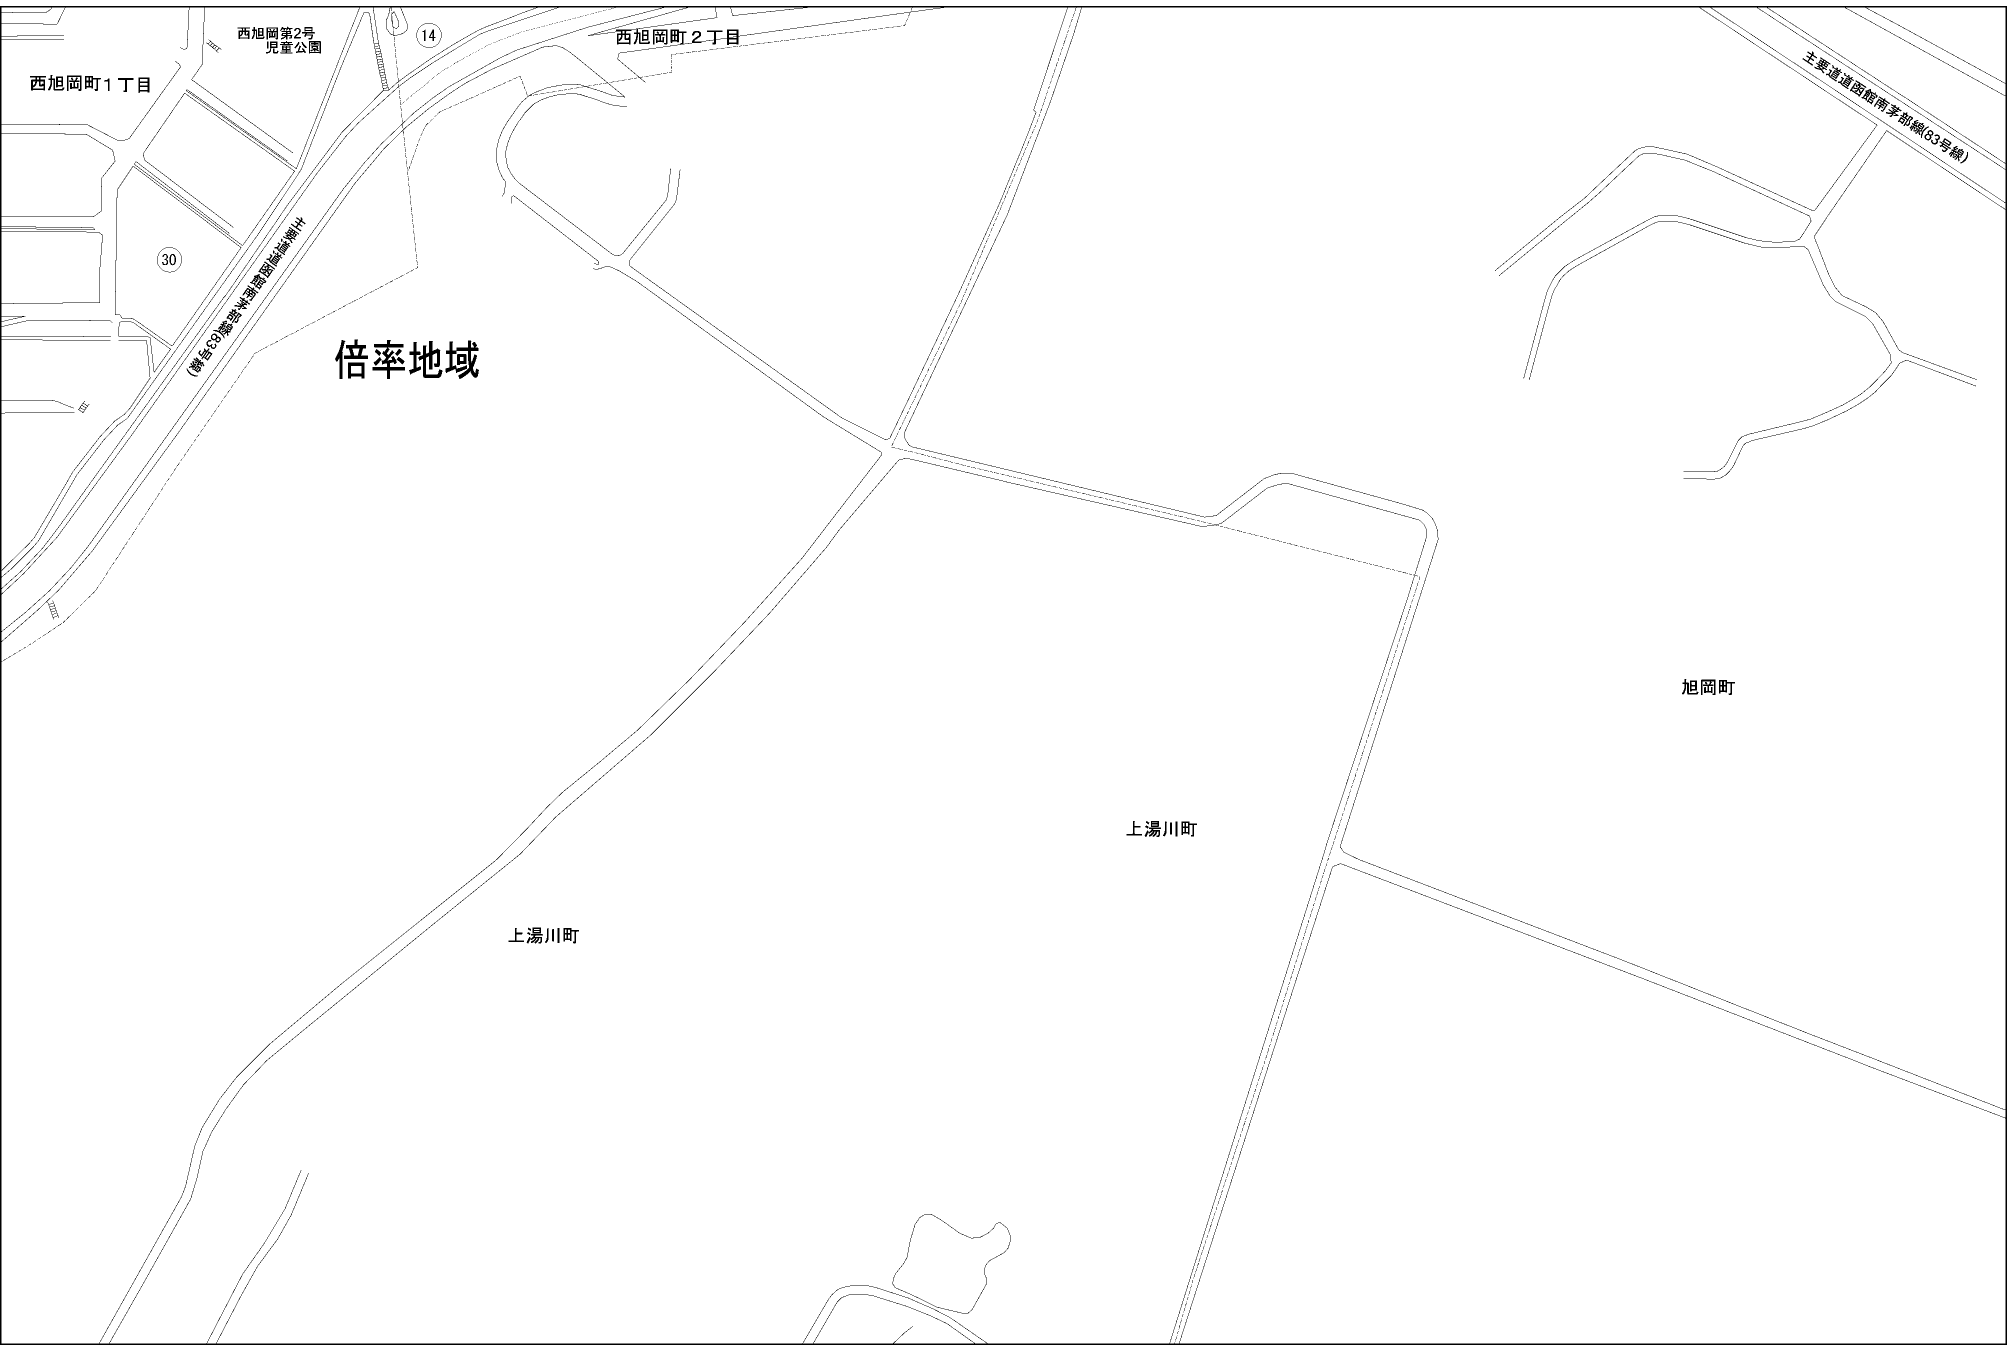 西旭岡第2号
児童公園
14
西旭岡町２丁目
主要道道函館南茅部線(83号線)
西旭岡町１丁目
30
主要道道函館南茅部線(83号線)
倍率地域
旭岡町
上湯川町
上湯川町